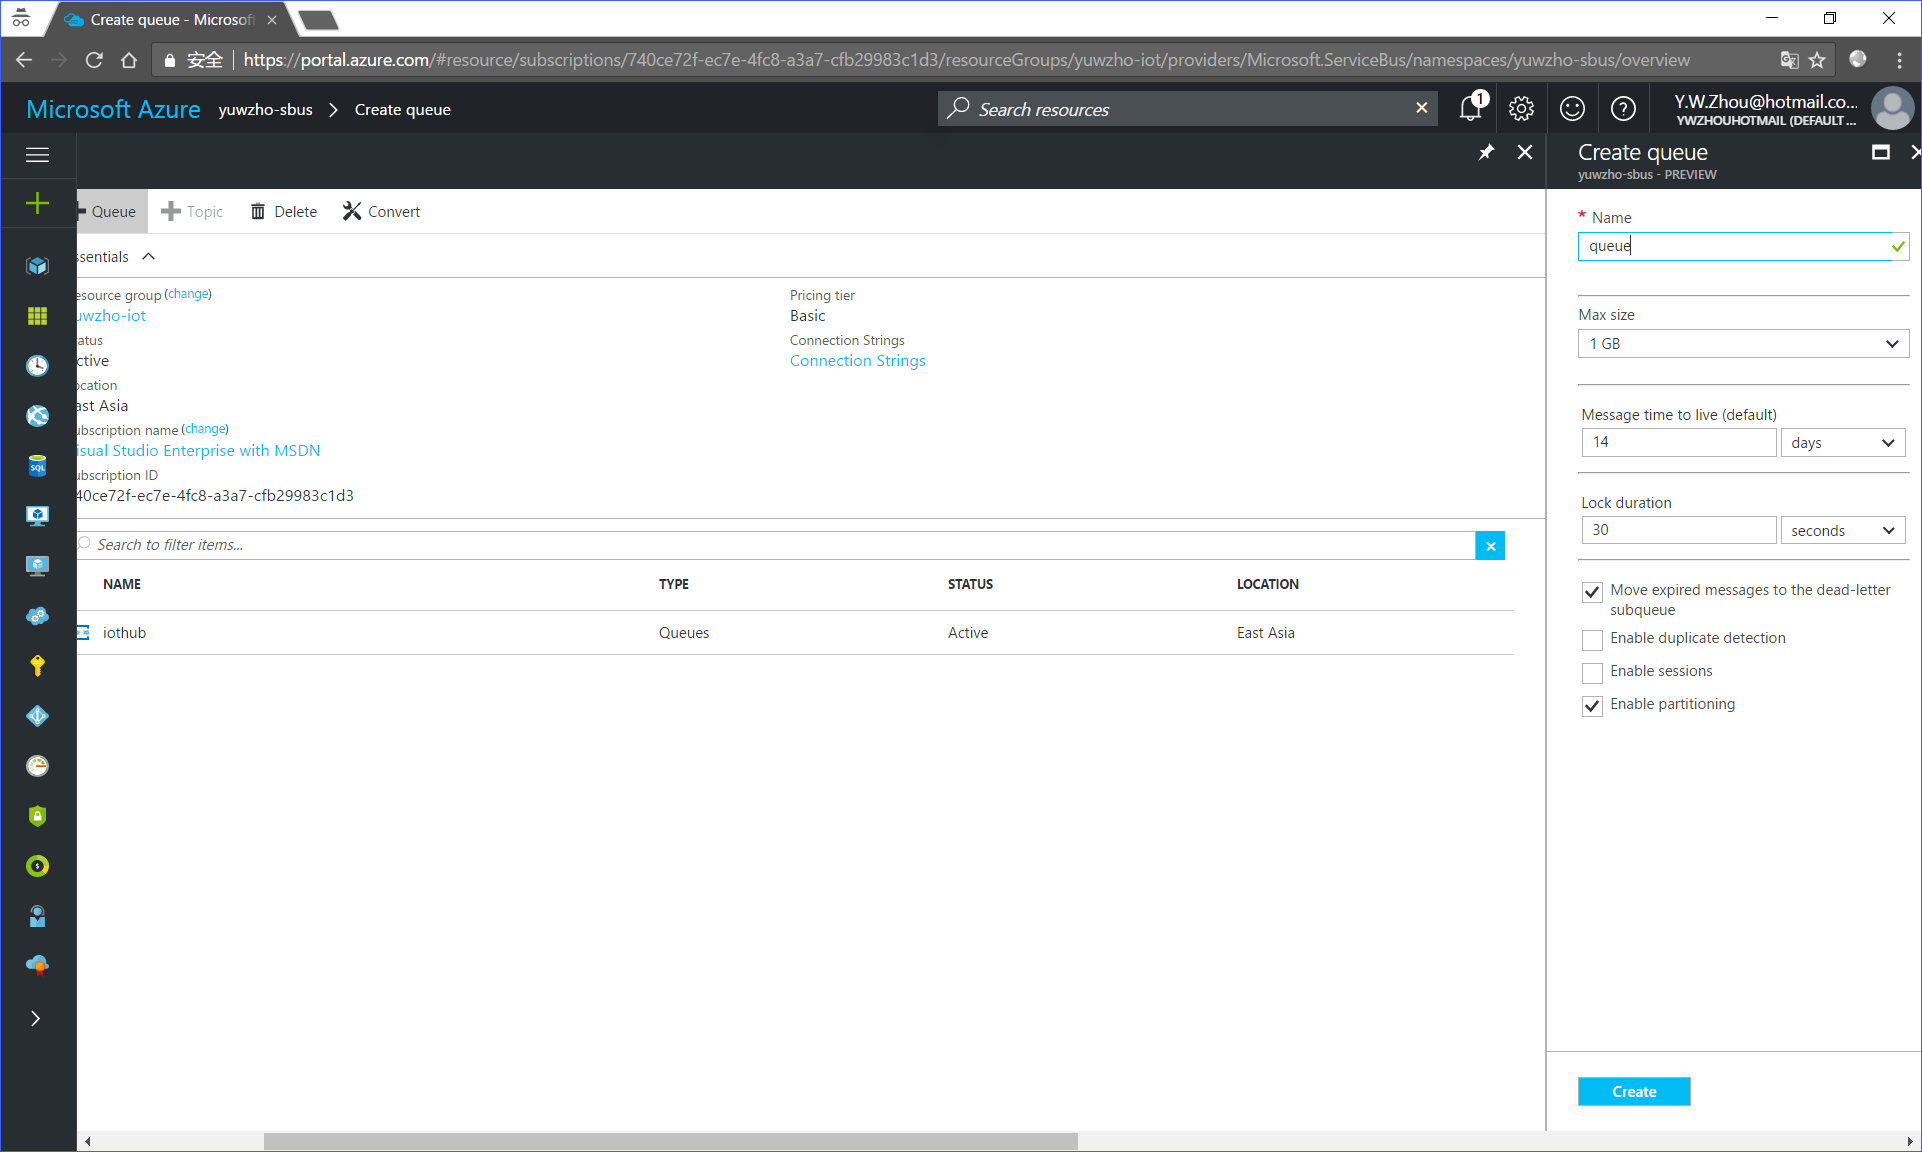 Create queue - Microsoft
安全 https://portal.azure.com/#resource/subscriptions/740ce72f-ec7e-4fc8-a3a7-cfb29983c1d3/resourceGroups/yuwzho-iot/providers/Microsoft.ServiceBus/namespaces/yuwzho-sbus/overview
Microsoft Azure yuwzho-sbus > Create queue
Search resources
1
Y.W.Zhou@hotmail.co...
YWZHOUHOTMAIL (DEFAULT ...
Create queue
yuwzho-sbus - PREVIEW
Queue Topic Delete Convert
ssentials
esource group (change)
uwzho-iot
atus
ctive
ocation
ast Asia
ubscription name (change)
isual Studio Enterprise with MSDN
ubscription ID
40ce72f-ec7e-4fc8-a3a7-cfb29983c1d3
Pricing tier
Basic
Connection Strings
Connection Strings
Search to filter items...
NAME TYPE STATUS LOCATION
iothub Queues Active East Asia
SQL
* Name
queue
Max size
1 GB
Message time to live (default)
14 days
Lock duration
30 seconds
Move expired messages to the dead-letter
subqueue
Enable duplicate detection
Enable sessions
Enable partitioning
Create